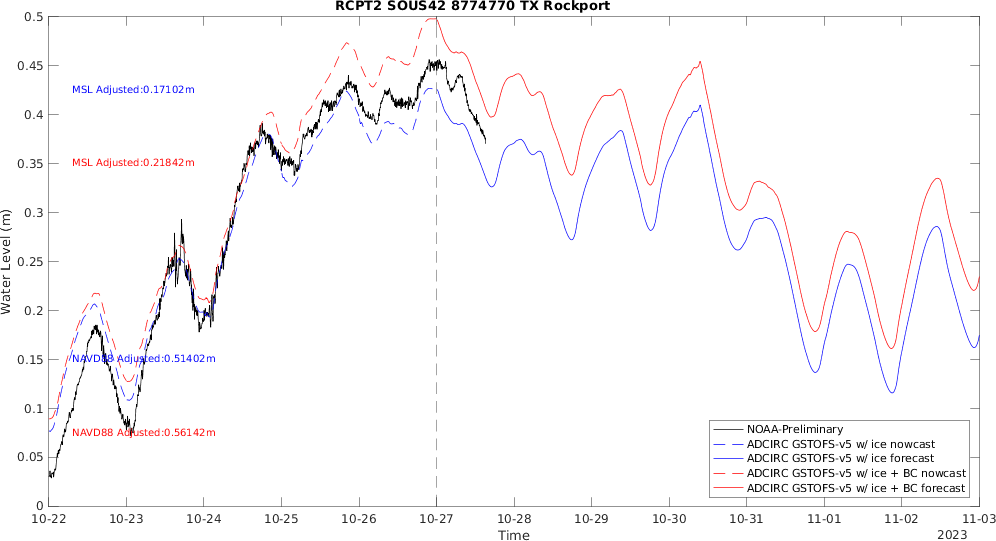 RCPT2 SOUS42 8774770 TX Rockport
0.5
0.45
0.4
0.35
0.3
0.25
0.2
0.15
0.1
0.05
0
Water Level (m)
MSL Adjusted:0.17102m
MSL Adjusted:0.21842m
NAVD88 Adjusted:0.51402m
NAVD88 Adjusted:0.56142m
NOAA-Preliminary
ADCIRC GSTOFS-v5 w/ ice nowcast
ADCIRC GSTOFS-v5 w/ ice forecast
ADCIRC GSTOFS-v5 w/ ice + BC nowcast
ADCIRC GSTOFS-v5 w/ ice + BC forecast
10-22 10-23 10-24 10-25 10-26 10-27 10-28 10-29 10-30 10-31 11-01 11-02 11-03
Time
2023